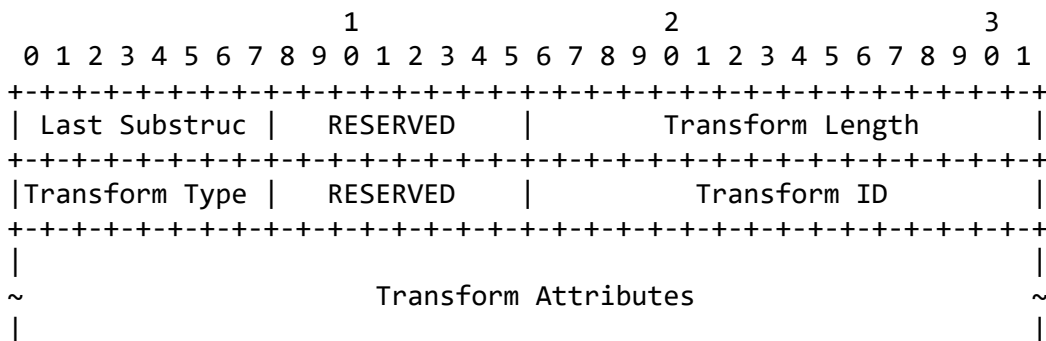 1                   2                   3
 0 1 2 3 4 5 6 7 8 9 0 1 2 3 4 5 6 7 8 9 0 1 2 3 4 5 6 7 8 9 0 1
+-+-+-+-+-+-+-+-+-+-+-+-+-+-+-+-+-+-+-+-+-+-+-+-+-+-+-+-+-+-+-+-+
| Last Substruc |   RESERVED    |        Transform Length       |
+-+-+-+-+-+-+-+-+-+-+-+-+-+-+-+-+-+-+-+-+-+-+-+-+-+-+-+-+-+-+-+-+
|Transform Type |   RESERVED    |          Transform ID         |
+-+-+-+-+-+-+-+-+-+-+-+-+-+-+-+-+-+-+-+-+-+-+-+-+-+-+-+-+-+-+-+-+
|                                                               |
~                      Transform Attributes                     ~
|                                                               |